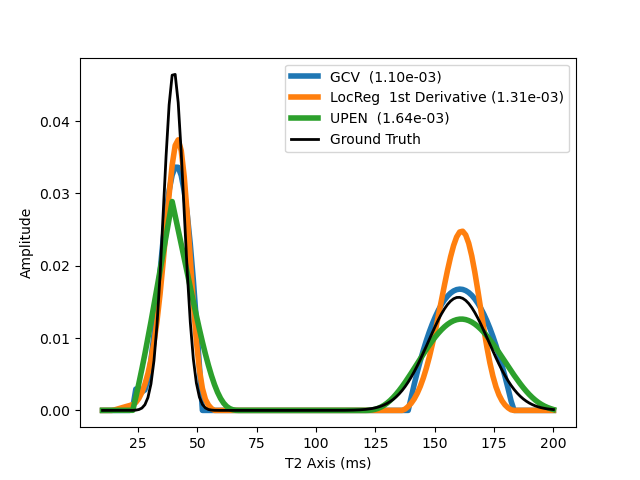 GCV  (1.10e-03)
LocReg  1st Derivative (1.31e-03)
UPEN  (1.64e-03)
Ground Truth
0.04
0.03
0.02
0.01
0.00
Amplitude
25 50 75 100 125 150 175 200
T2 Axis (ms)